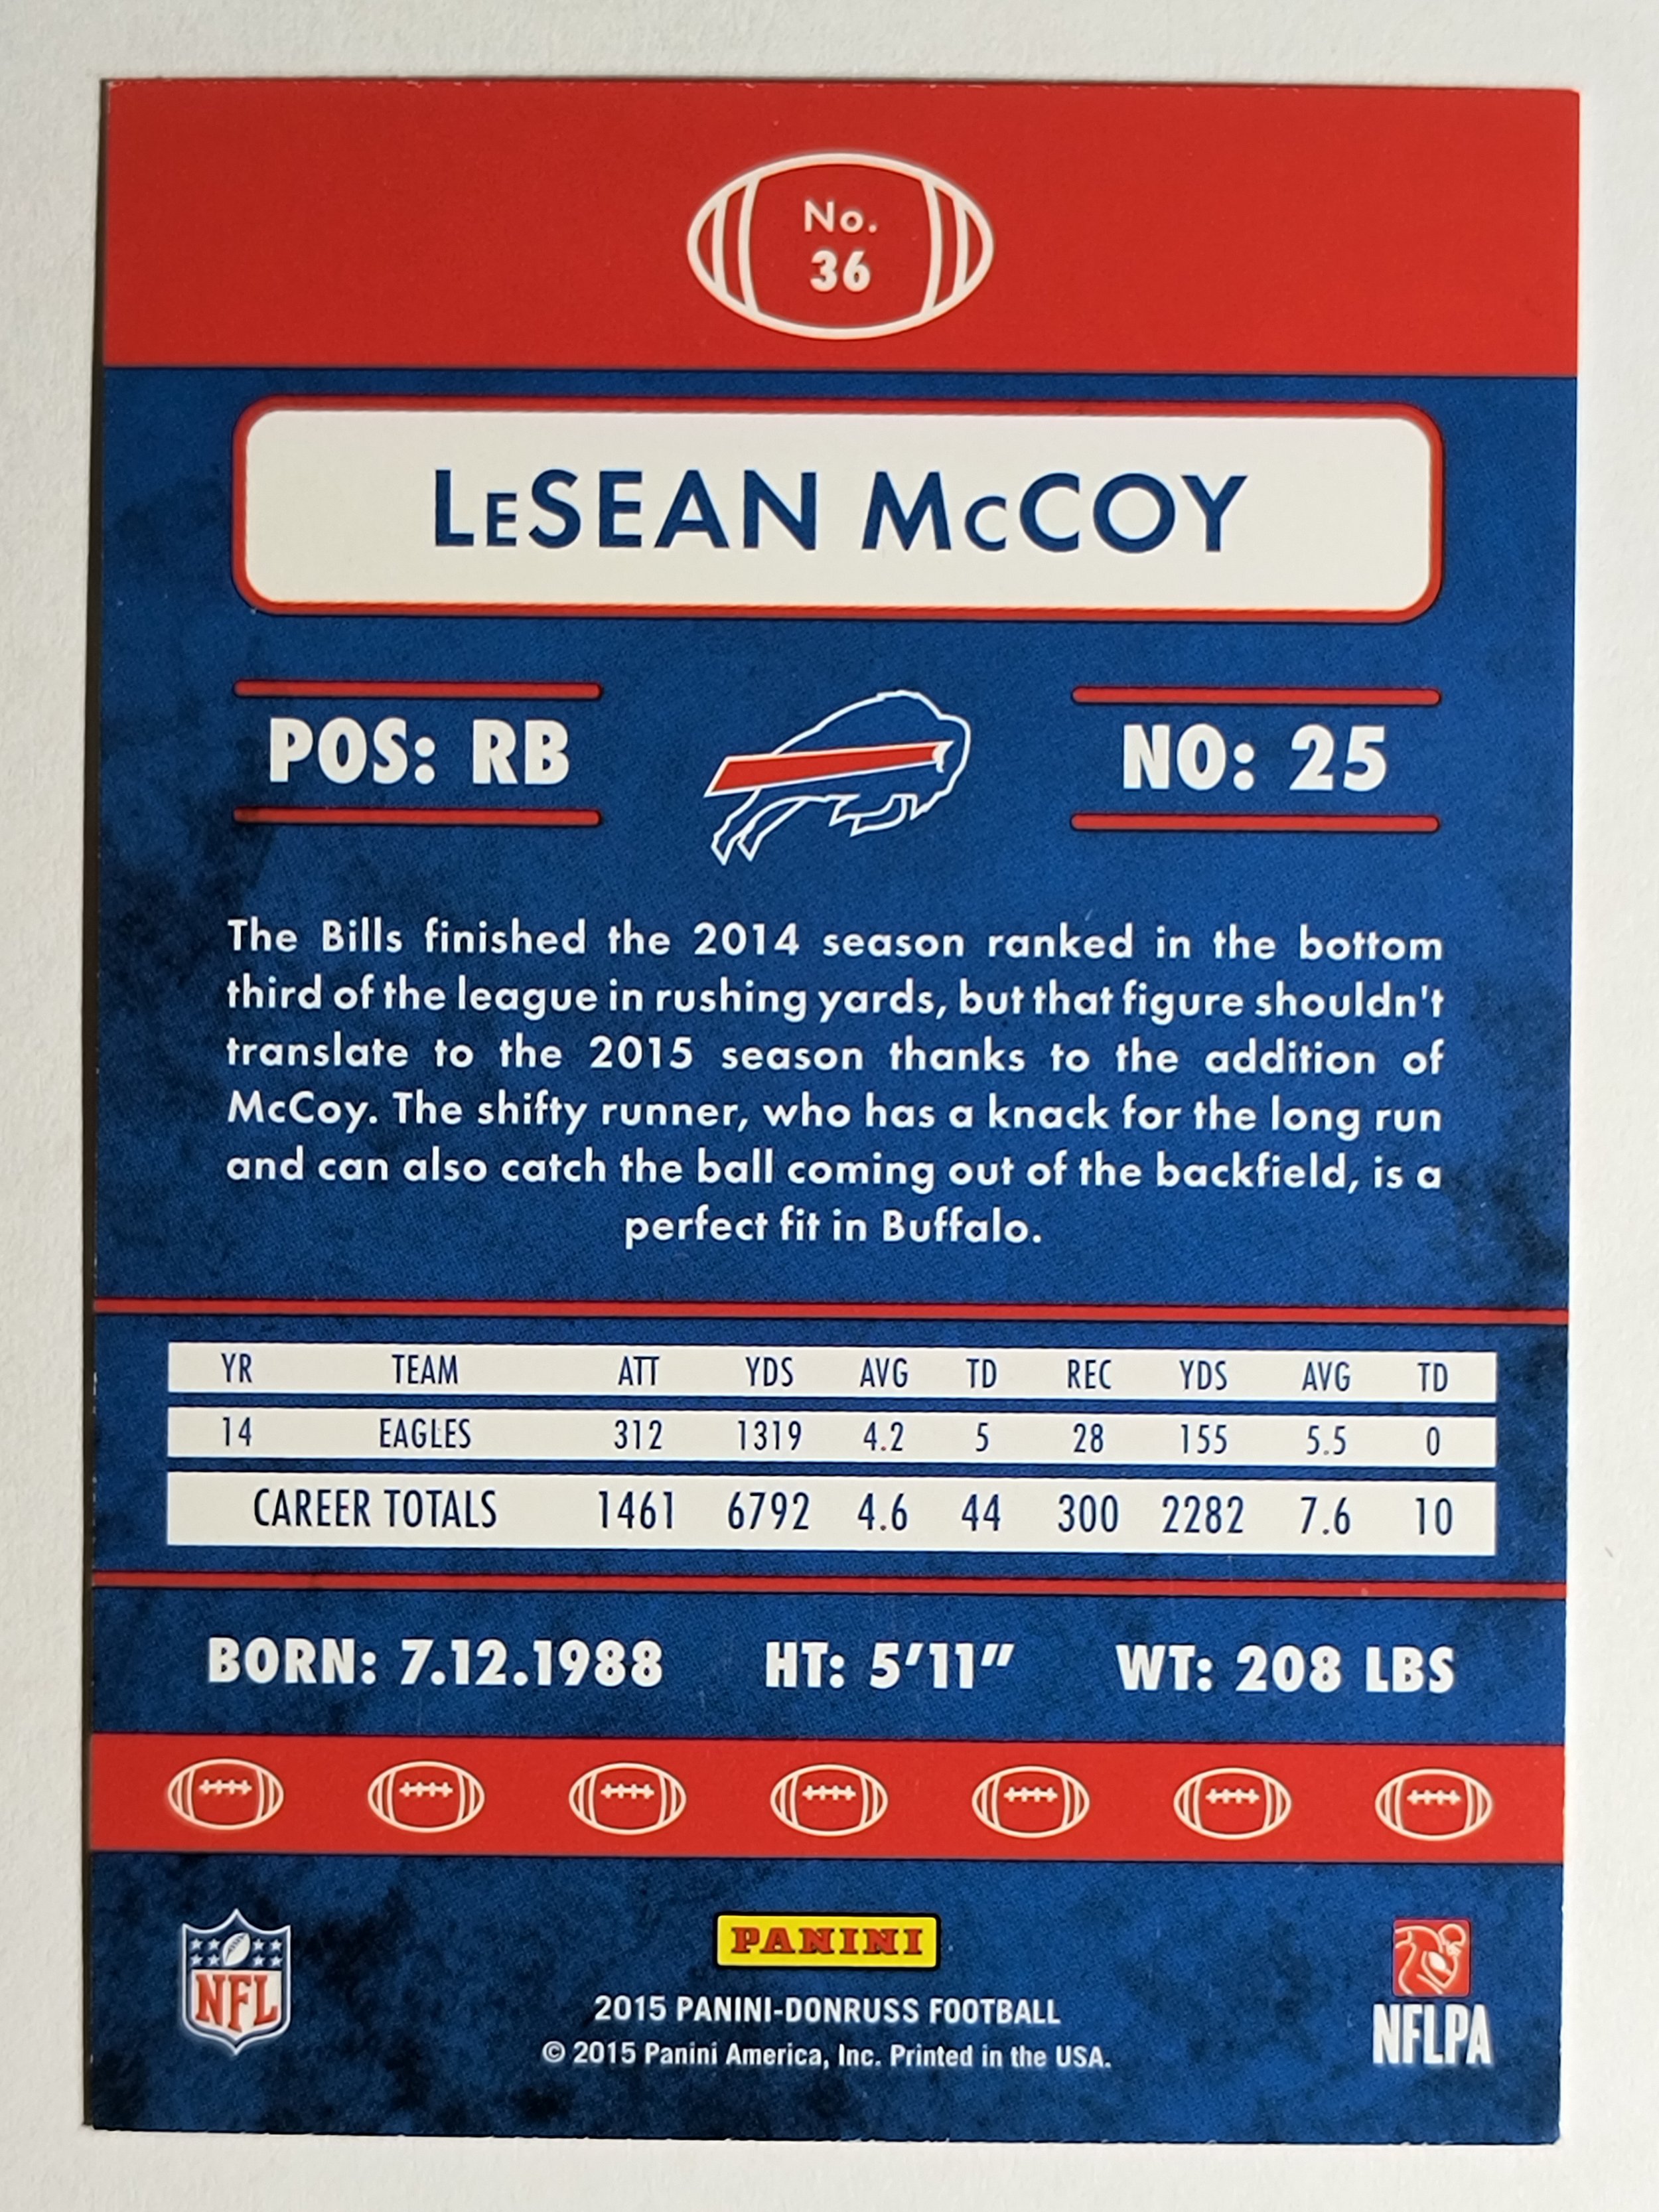 No.
36
LeSEAN McCOY
POS: RB
NO: 25
The Bills finished the 2014 season ranked in the bottom
third of the league in rushing yards, but that figure shouldn't
translate to the 2015 season thanks to the addition of
McCoy. The shifty runner, who has a knack for the long run
and can also catch the ball coming out of the backfield, is a
perfect fit in Buffalo.
YR TEAM ATT YDS AVG TD REC YDS AVG TD
14 EAGLES 312 1319 4.2 5 28 155 5.5 0
CAREER TOTALS 1461 6792 4.6 44 300 2282 7.6 10
BORN: 7.12.1988 HT: 5'11" WT: 208 LBS
NFL
PANINI
2015 PANINI-DONRUSS FOOTBALL
© 2015 Panini America, Inc. Printed in the USA.
NFLPA